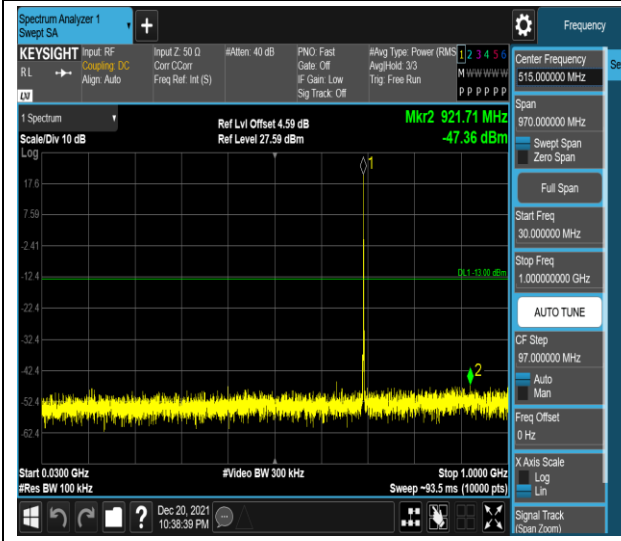 Spectrum Analyzer 1
Swept SA
+
Frequency
KEYSIGHT
RL
LXI
Input: RF
Coupling: DC
Align: Auto
Input Z: 50 Ω
Corr CCorr
Freq Ref: Int (S)
#Atten: 40 dB
PNO: Fast
Gate: Off
IF Gain: Low
Sig Track: Off
#Avg Type: Power (RMS
Avg|Hold: 3/3
Trig: Free Run
1 2 3 4 5 6
M W W W W W
P P P P P P
1 Spectrum
Scale/Div 10 dB
Log
Ref Lvl Offset 4.59 dB
Ref Level 27.59 dBm
Mkr2 921.71 MHz
-47.36 dBm
1
17.6
7.59
-2.41
-12.4
DL1 -13.00 dBm
-22.4
-32.4
-42.4
2
-52.4
-62.4
Start 0.0300 GHz
#Res BW 100 kHz
#Video BW 300 kHz
Stop 1.0000 GHz
Sweep ~93.5 ms (10000 pts)
?
Dec 20, 2021
10:38:39 PM
Center Frequency
515.000000 MHz
Se
Span
970.000000 MHz
Swept Span
Zero Span
Full Span
Start Freq
30.000000 MHz
Stop Freq
1.000000000 GHz
AUTO TUNE
CF Step
97.000000 MHz
Auto
Man
Freq Offset
0 Hz
X Axis Scale
Log
Lin
Signal Track
(Span Zoom)